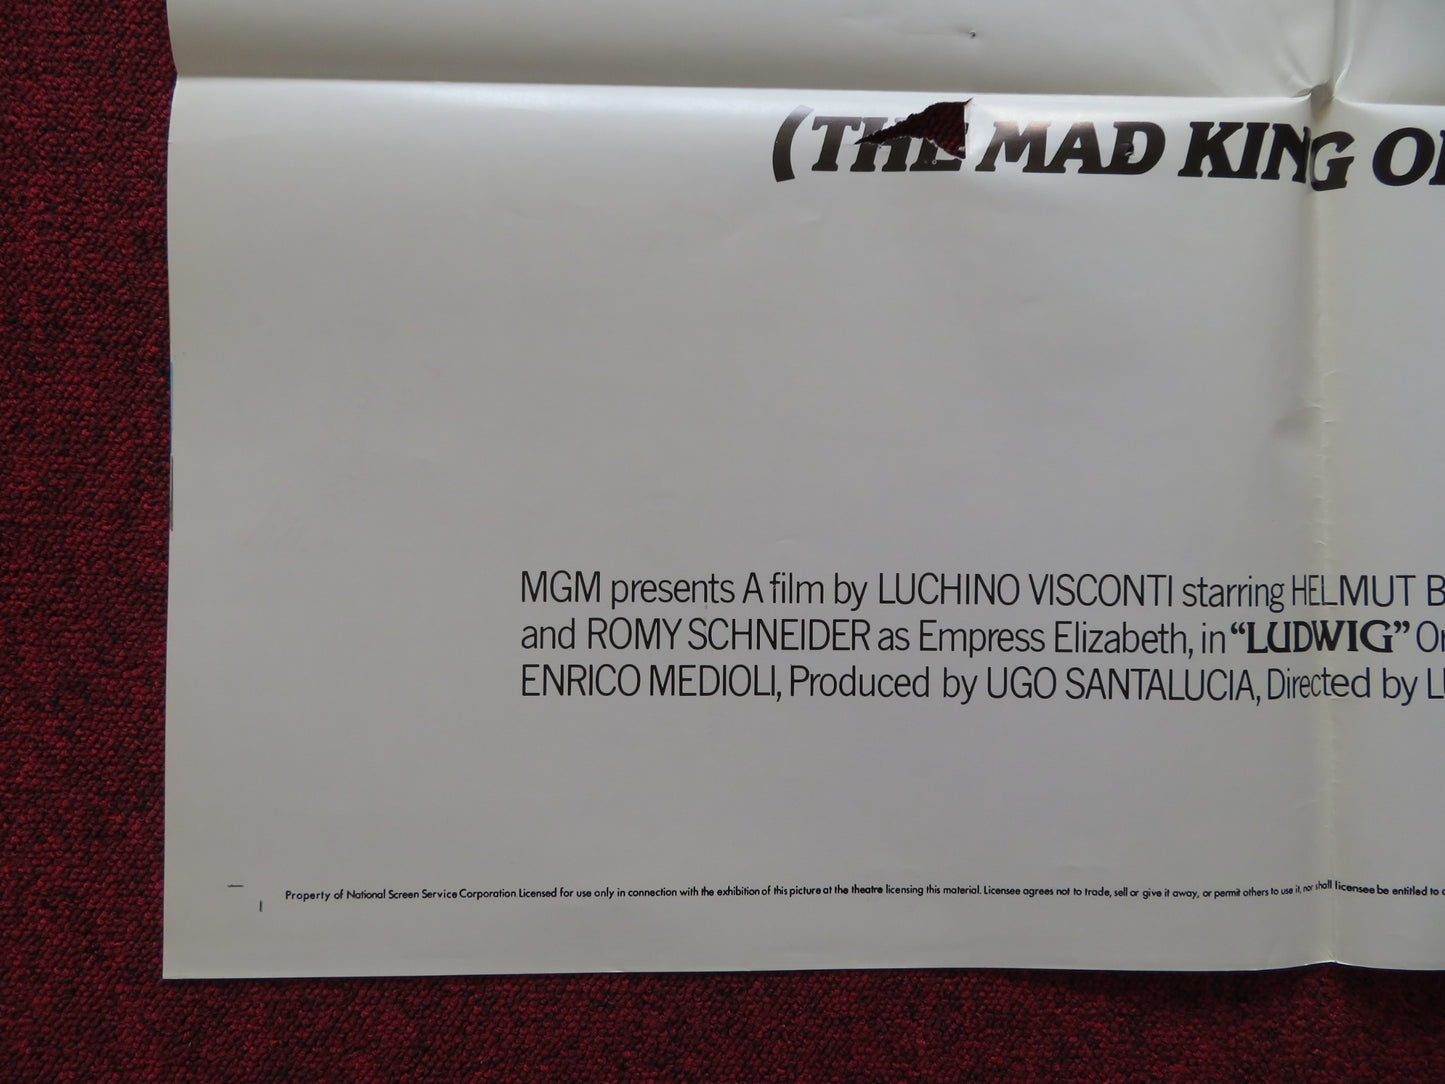 (THE MAD KING O
MGM presents A film by LUCHINO VISCONTI starring HELMUT B
and ROMY SCHNEIDER as Empress Elizabeth, in “LUDWIG” O
ENRICO MEDIOLI, Produced by UGO SANTALUCIA, Directed by L
Property of National Screen Service Corporation. Licensed for use only in connection with the exhibition of this picture at the theatre licensing this material. Licensee agrees not to trade, sell or give it away, or permit others to use it, nor shall licensee be entitled to